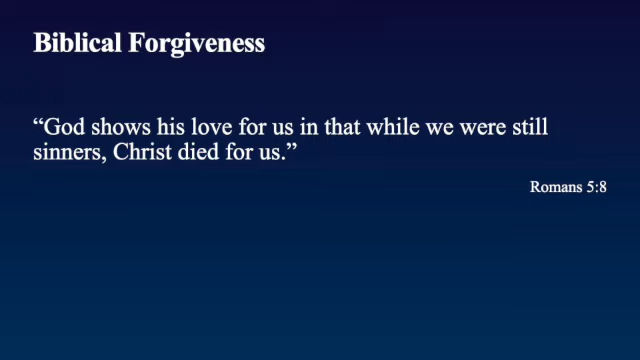 Biblical Forgiveness
“God shows his love for us in that while we were still
sinners, Christ died for us.”
Romans 5:8